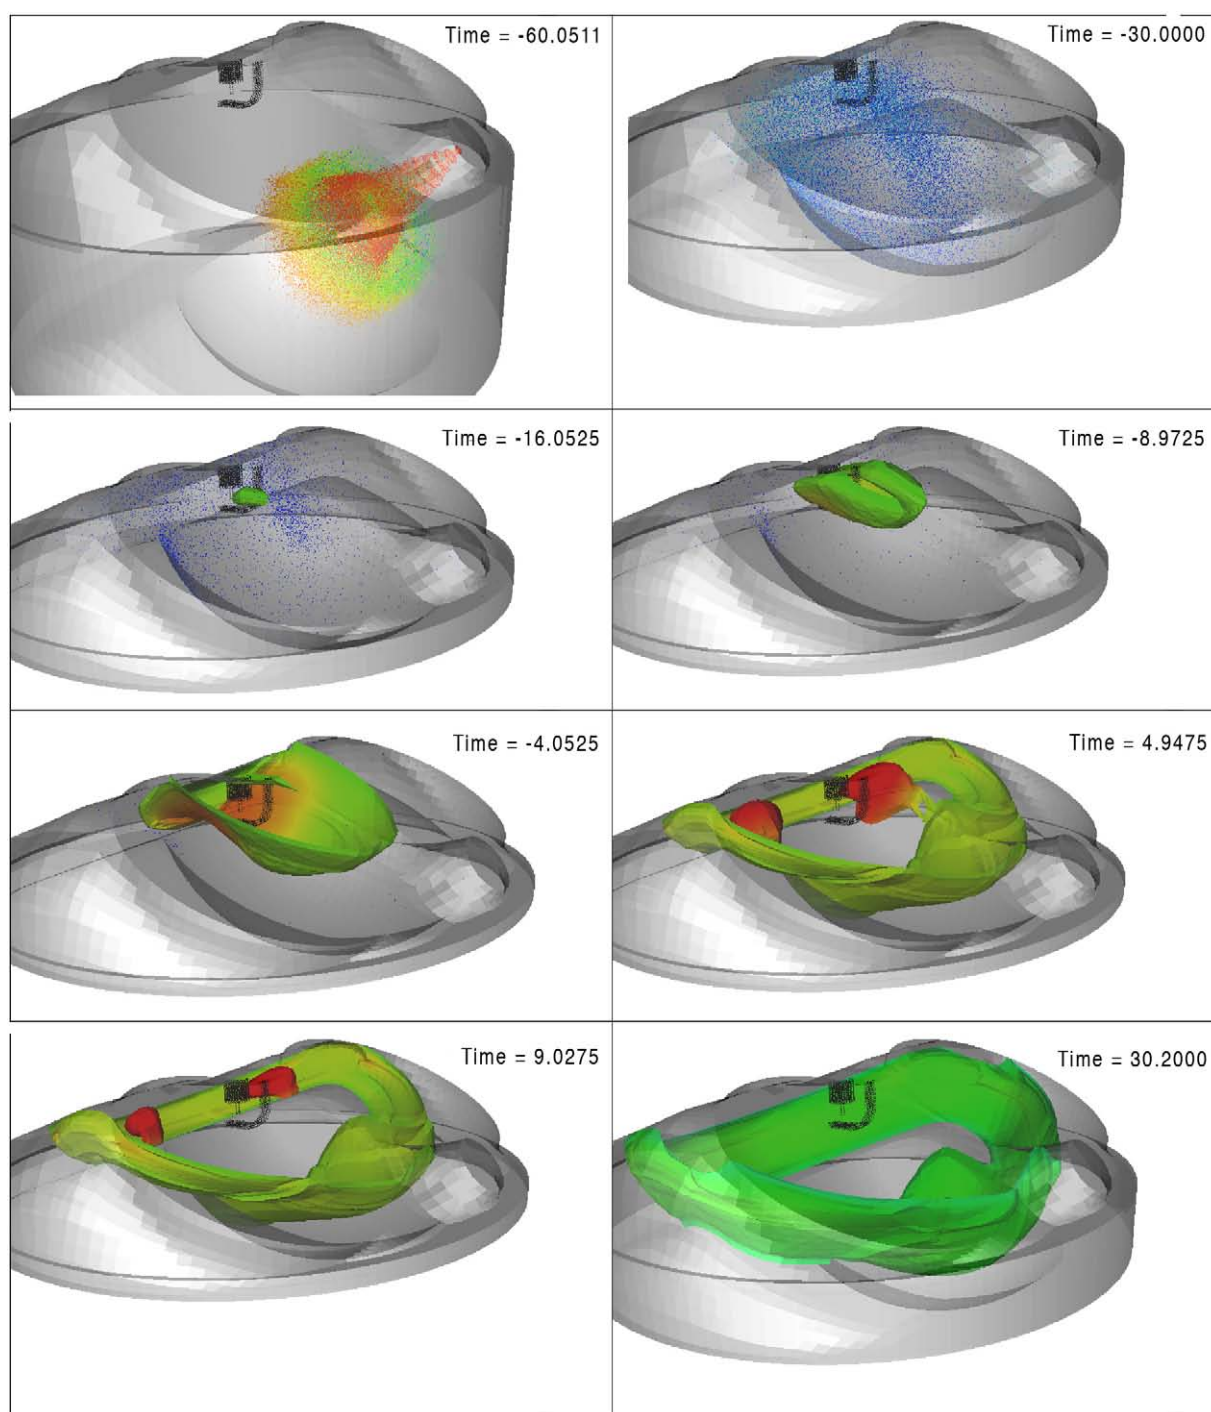 Time = -60.0511
Time = -30.0000
Time = -16.0525
Time = -8.9725
Time = -4.0525
Time = 4.9475
Time = 9.0275
Time = 30.2000